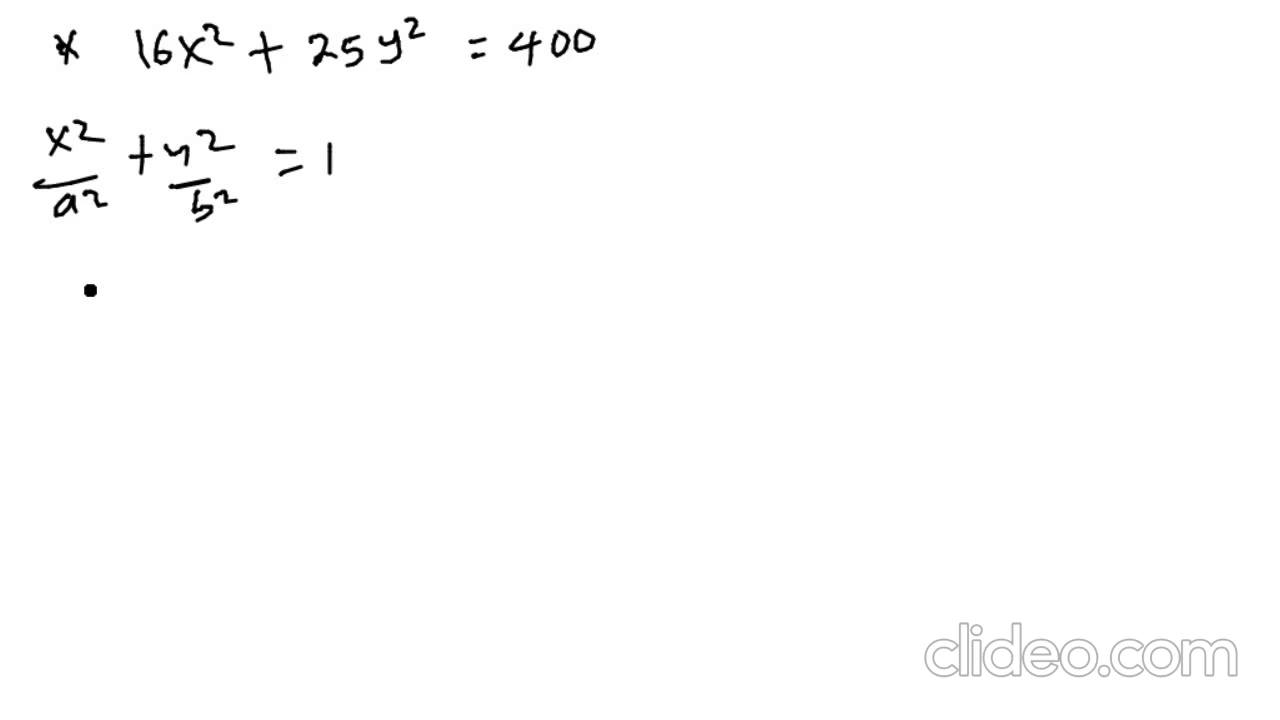 * 16x² + 25y² = 400
x²/a² + y²/b² = 1
clideo.com